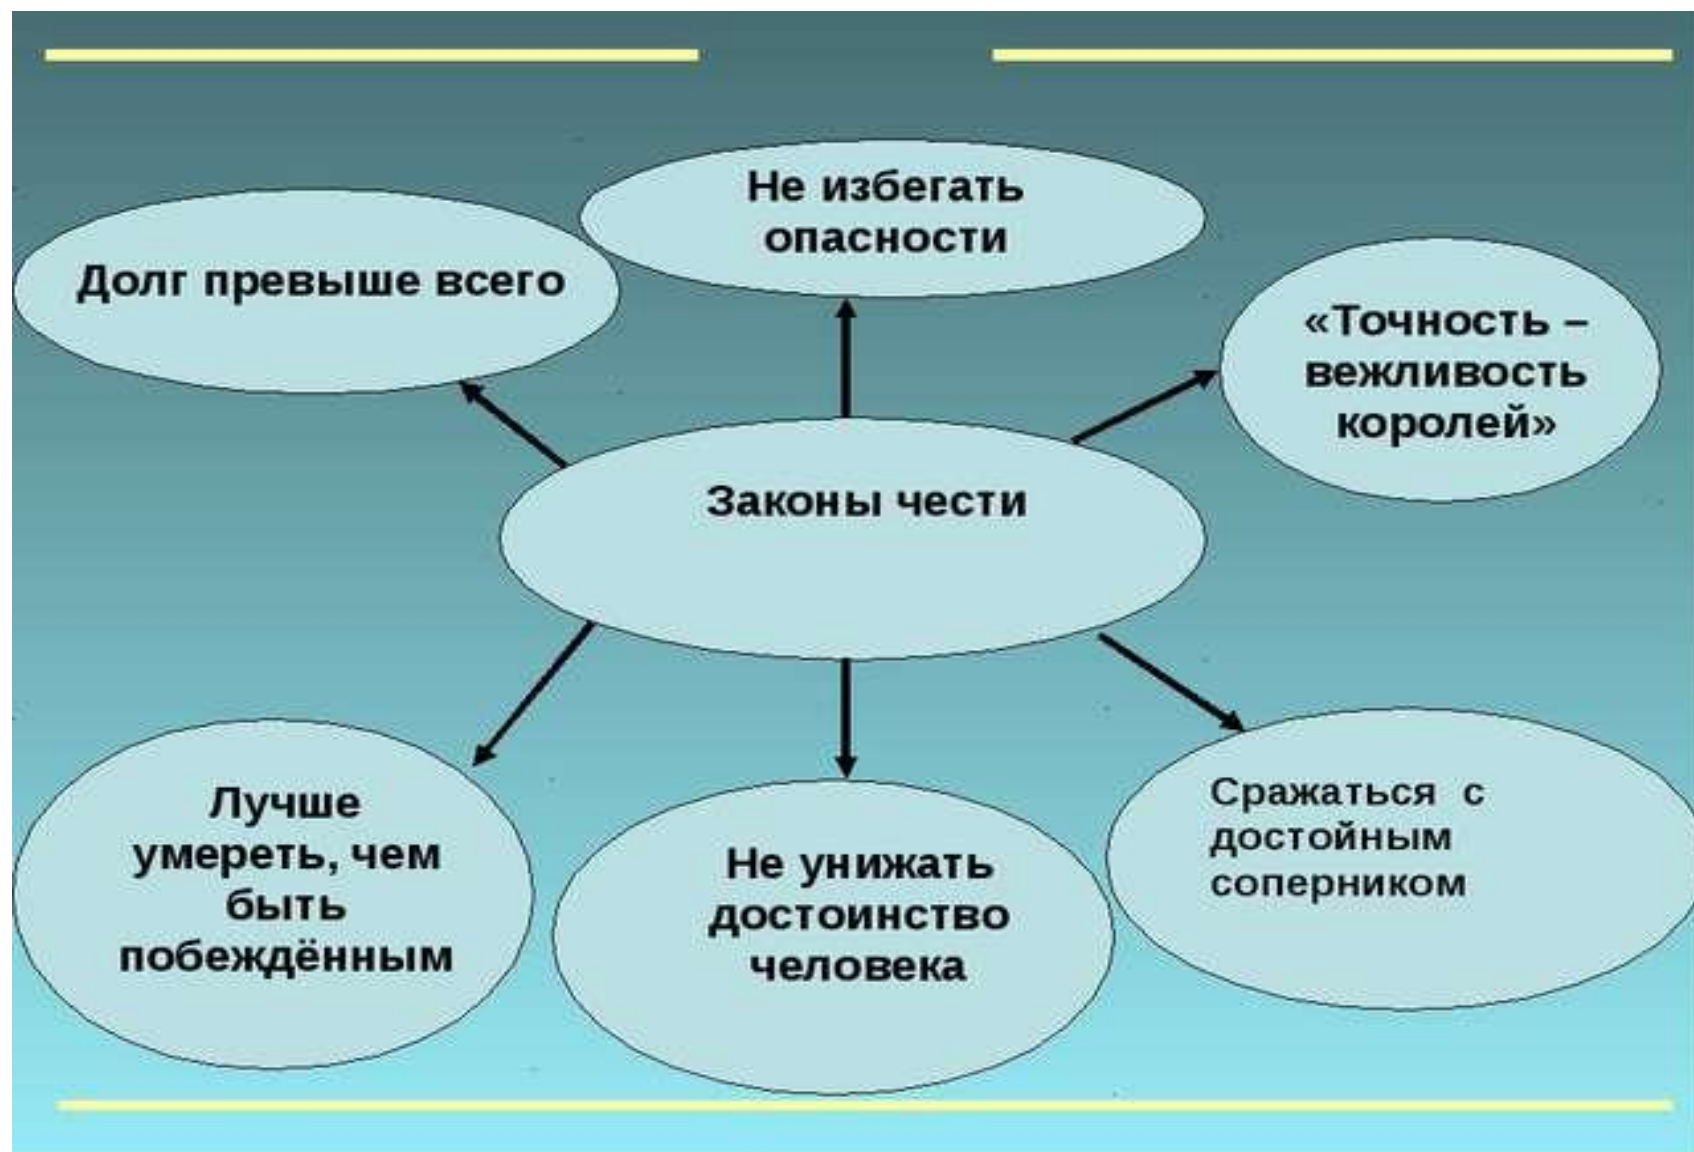 Не избегать
опасности
Долг превыше всего
«Точность –
вежливость
королей»
Законы чести
Лучше
умереть, чем
быть
побеждённым
Не унижать
достоинство
человека
Сражаться с
достойным
соперником